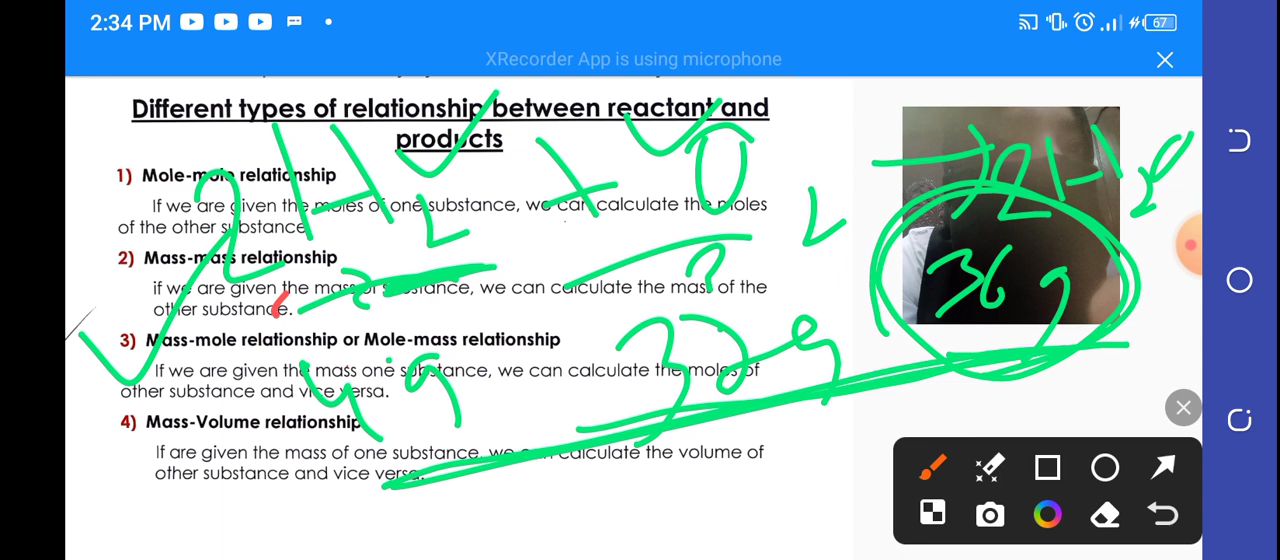 2:34 PM
67
XRecorder App is using microphone
Different types of relationship between reactant and
products
1) Mole-mole relationship
If we are given the moles of one substance, we can calculate the moles
of the other substance
2) Mass-mass relationship
if we are given the mass of substance, we can calculate the mass of the
other substance.
3) Mass-mole relationship or Mole-mass relationship
If we are given the mass one substance, we can calculate the moles of
other substance and vice versa.
4) Mass-Volume relationship
If are given the mass of one substance, we can calculate the volume of
other substance and vice versa.
2H2 + O2 → 2H2O
? ?
4g 32g 36g